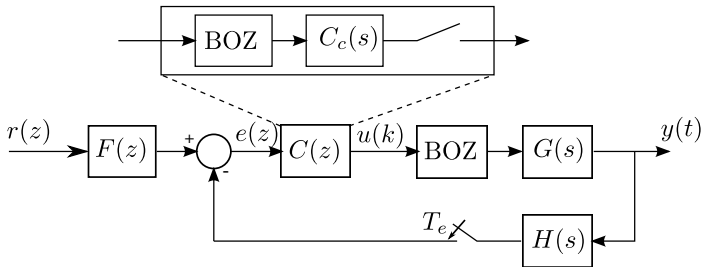 BOZ
C_c(s)
r(z)
F(z)
+
-
e(z)
C(z)
u(k)
BOZ
G(s)
y(t)
T_e
H(s)